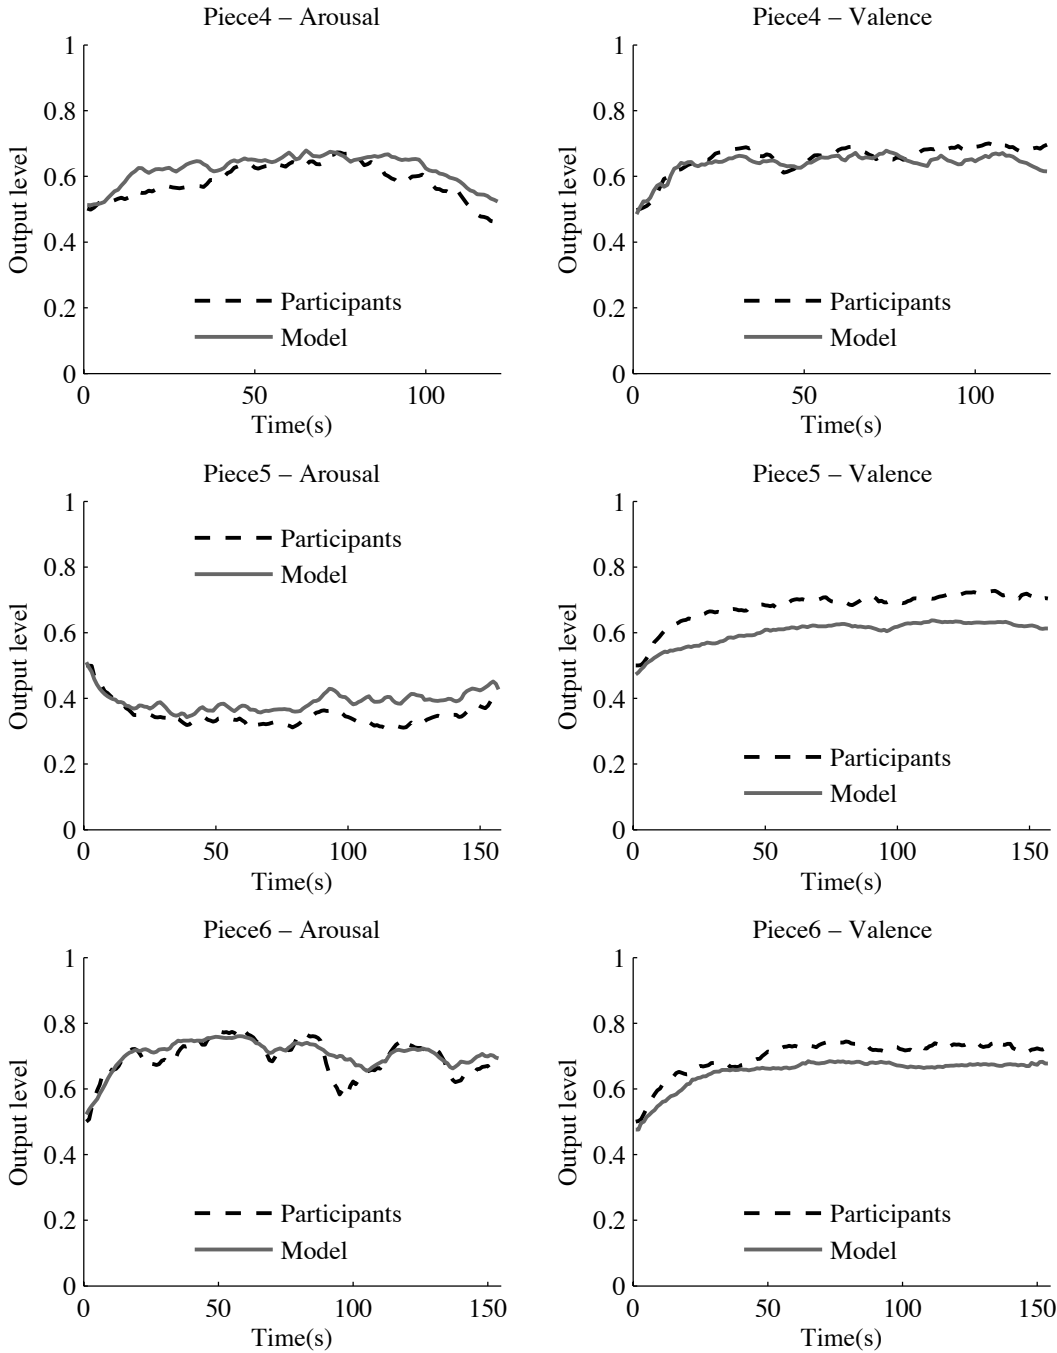 Piece4 – Arousal
1
0.8
0.6
0.4
0.2
0
Output level
Participants
Model
0 50 100
Time(s)
Piece4 – Valence
1
0.8
0.6
0.4
0.2
0
Output level
Participants
Model
0 50 100
Time(s)
Piece5 – Arousal
1
0.8
0.6
0.4
0.2
0
Output level
Participants
Model
0 50 100 150
Time(s)
Piece5 – Valence
1
0.8
0.6
0.4
0.2
0
Output level
Participants
Model
0 50 100 150
Time(s)
Piece6 – Arousal
1
0.8
0.6
0.4
0.2
0
Output level
Participants
Model
0 50 100 150
Time(s)
Piece6 – Valence
1
0.8
0.6
0.4
0.2
0
Output level
Participants
Model
0 50 100 150
Time(s)